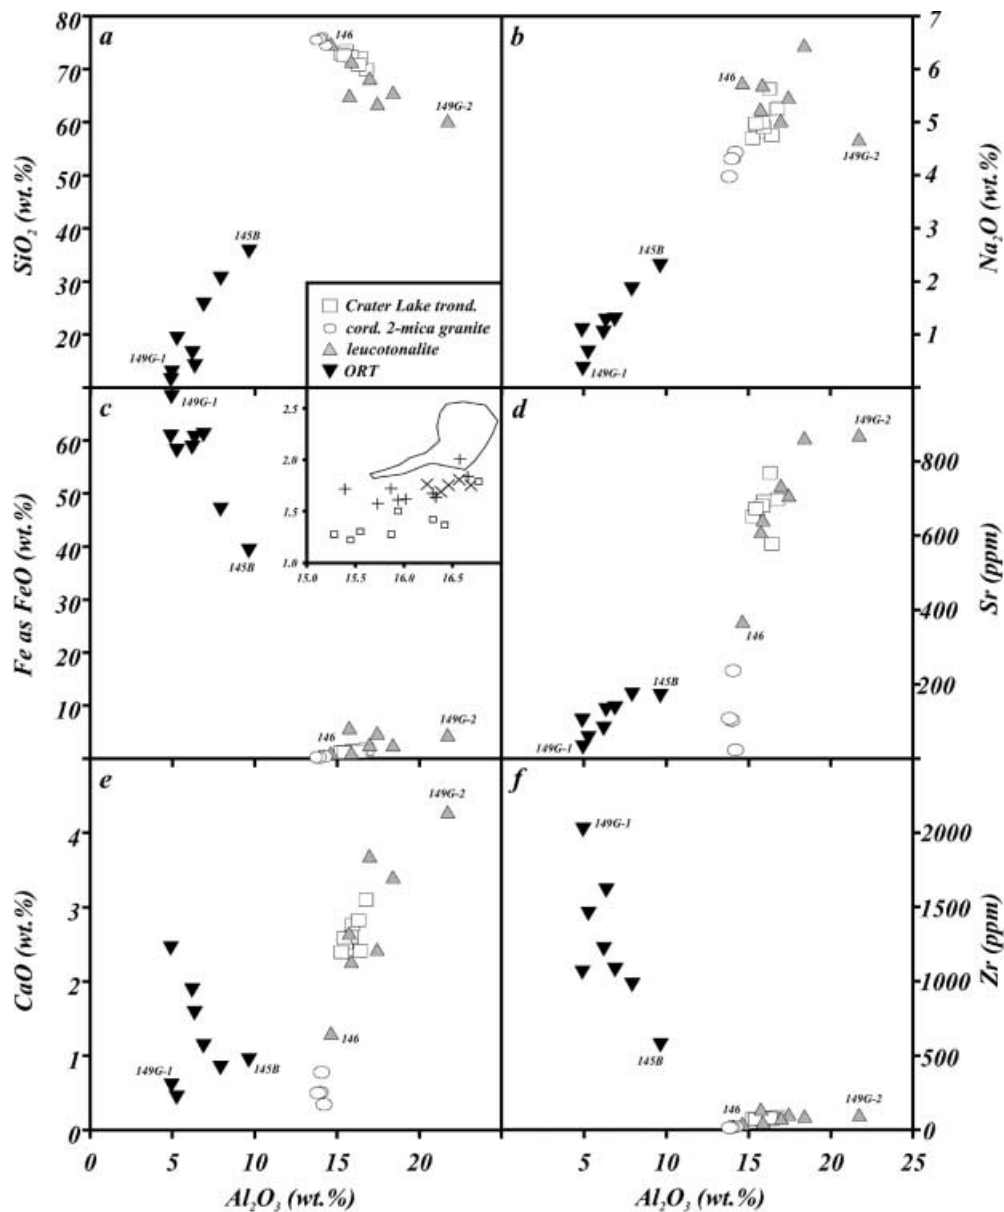 a
80
70
60
50
40
30
20
10
SiO2 (wt.%)
146
149G-2
145B
149G-1
Crater Lake trond.
cord. 2-mica granite
leucotonalite
ORT
b
7
6
5
4
3
2
1
Na2O (wt.%)
146
149G-2
145B
149G-1
c
60
50
40
30
20
10
Fe as FeO (wt.%)
149G-1
145B
146
149G-2
2.5
2.0
1.5
1.0
15.0
15.5
16.0
16.5
d
800
600
400
200
Sr (ppm)
149G-2
146
145B
149G-1
e
4
3
2
1
0
CaO (wt.%)
149G-2
146
149G-1
145B
0
5
10
15
20
Al2O3 (wt.%)
f
2000
1500
1000
500
0
Zr (ppm)
149G-1
145B
146
149G-2
5
10
15
20
25
Al2O3 (wt.%)